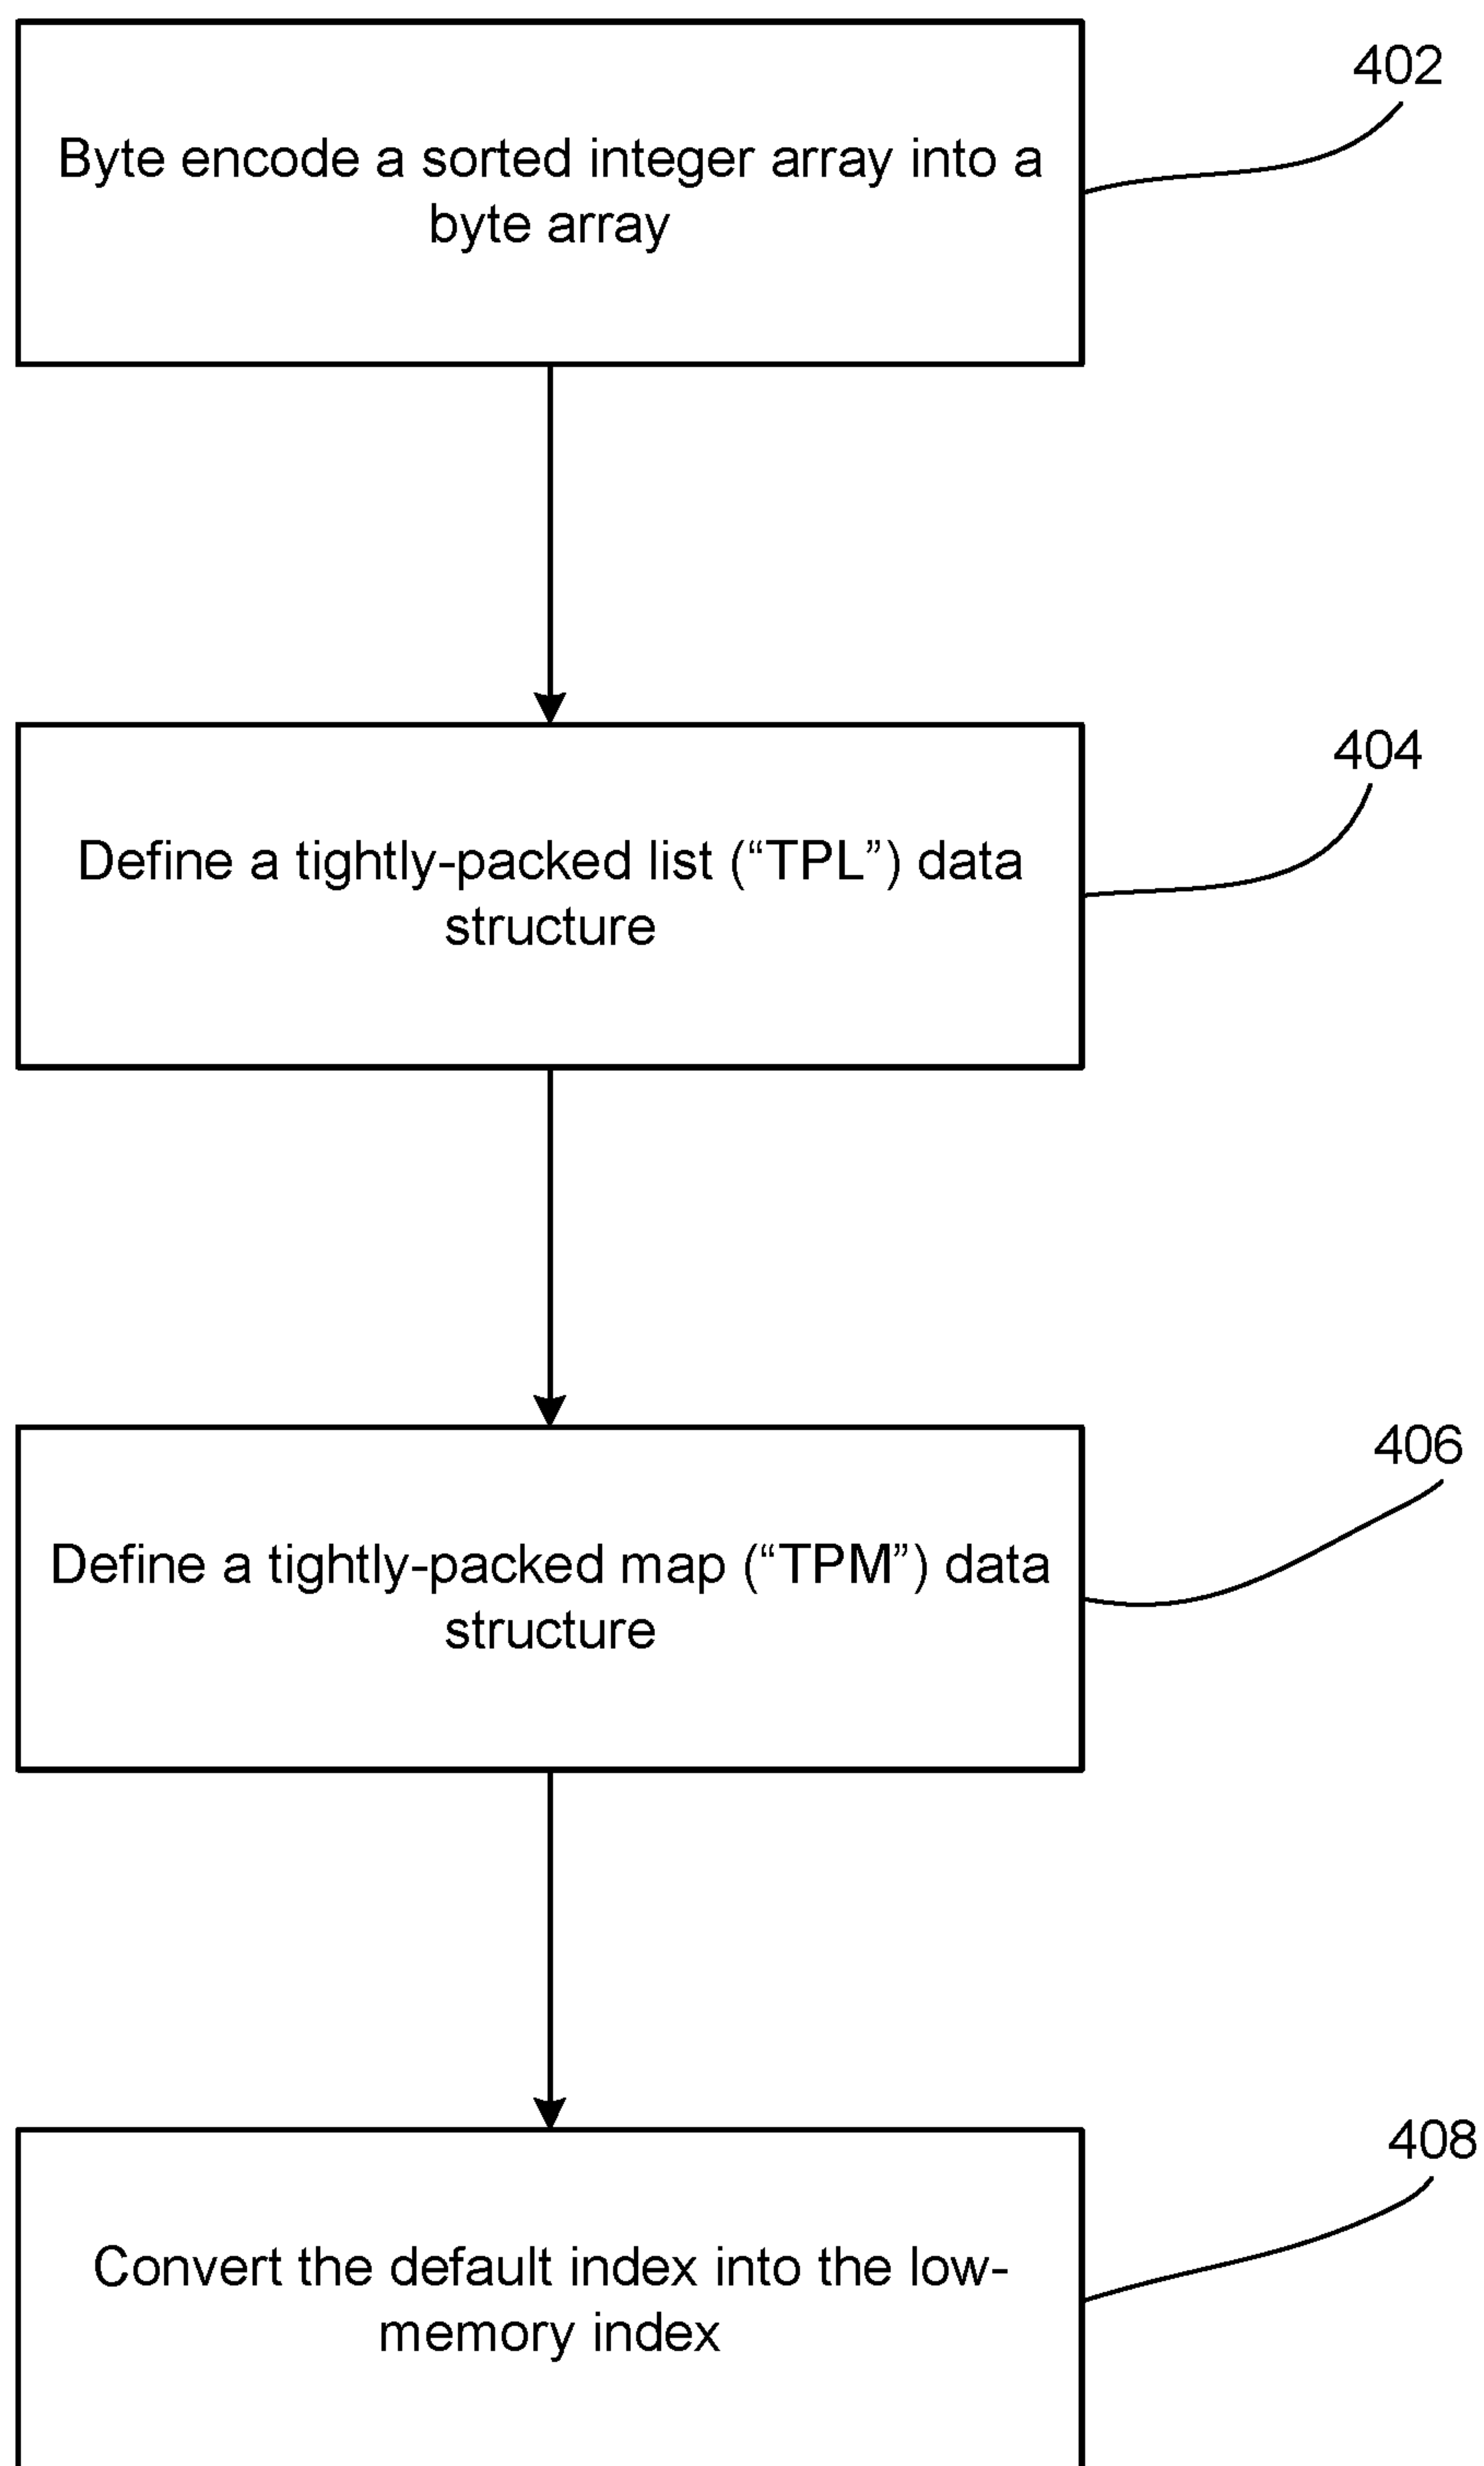 402
Byte encode a sorted integer array into a
byte array
404
Define a tightly-packed list (“TPL”) data
structure
406
Define a tightly-packed map (“TPM”) data
structure
408
Convert the default index into the low-
memory index